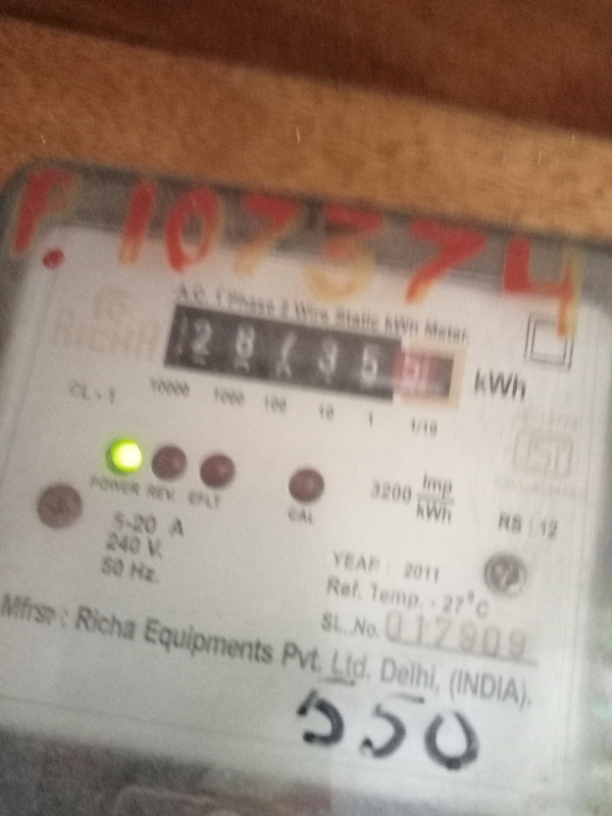 P.107374
RICHA
A.C. 1 Phase 2 Wire Static kWh Meter
kWh
CL - 1
10000 1000 100 10 1 1/10
POWER REV. EFLT CAL
3200 Imp/kWh
RS : 12
5-20 A
240 V.
50 Hz.
YEAR : 2011
Ref. Temp. - 27°C
SL.No. 017909
Mfrs. : Richa Equipments Pvt. Ltd. Delhi, (INDIA).
550